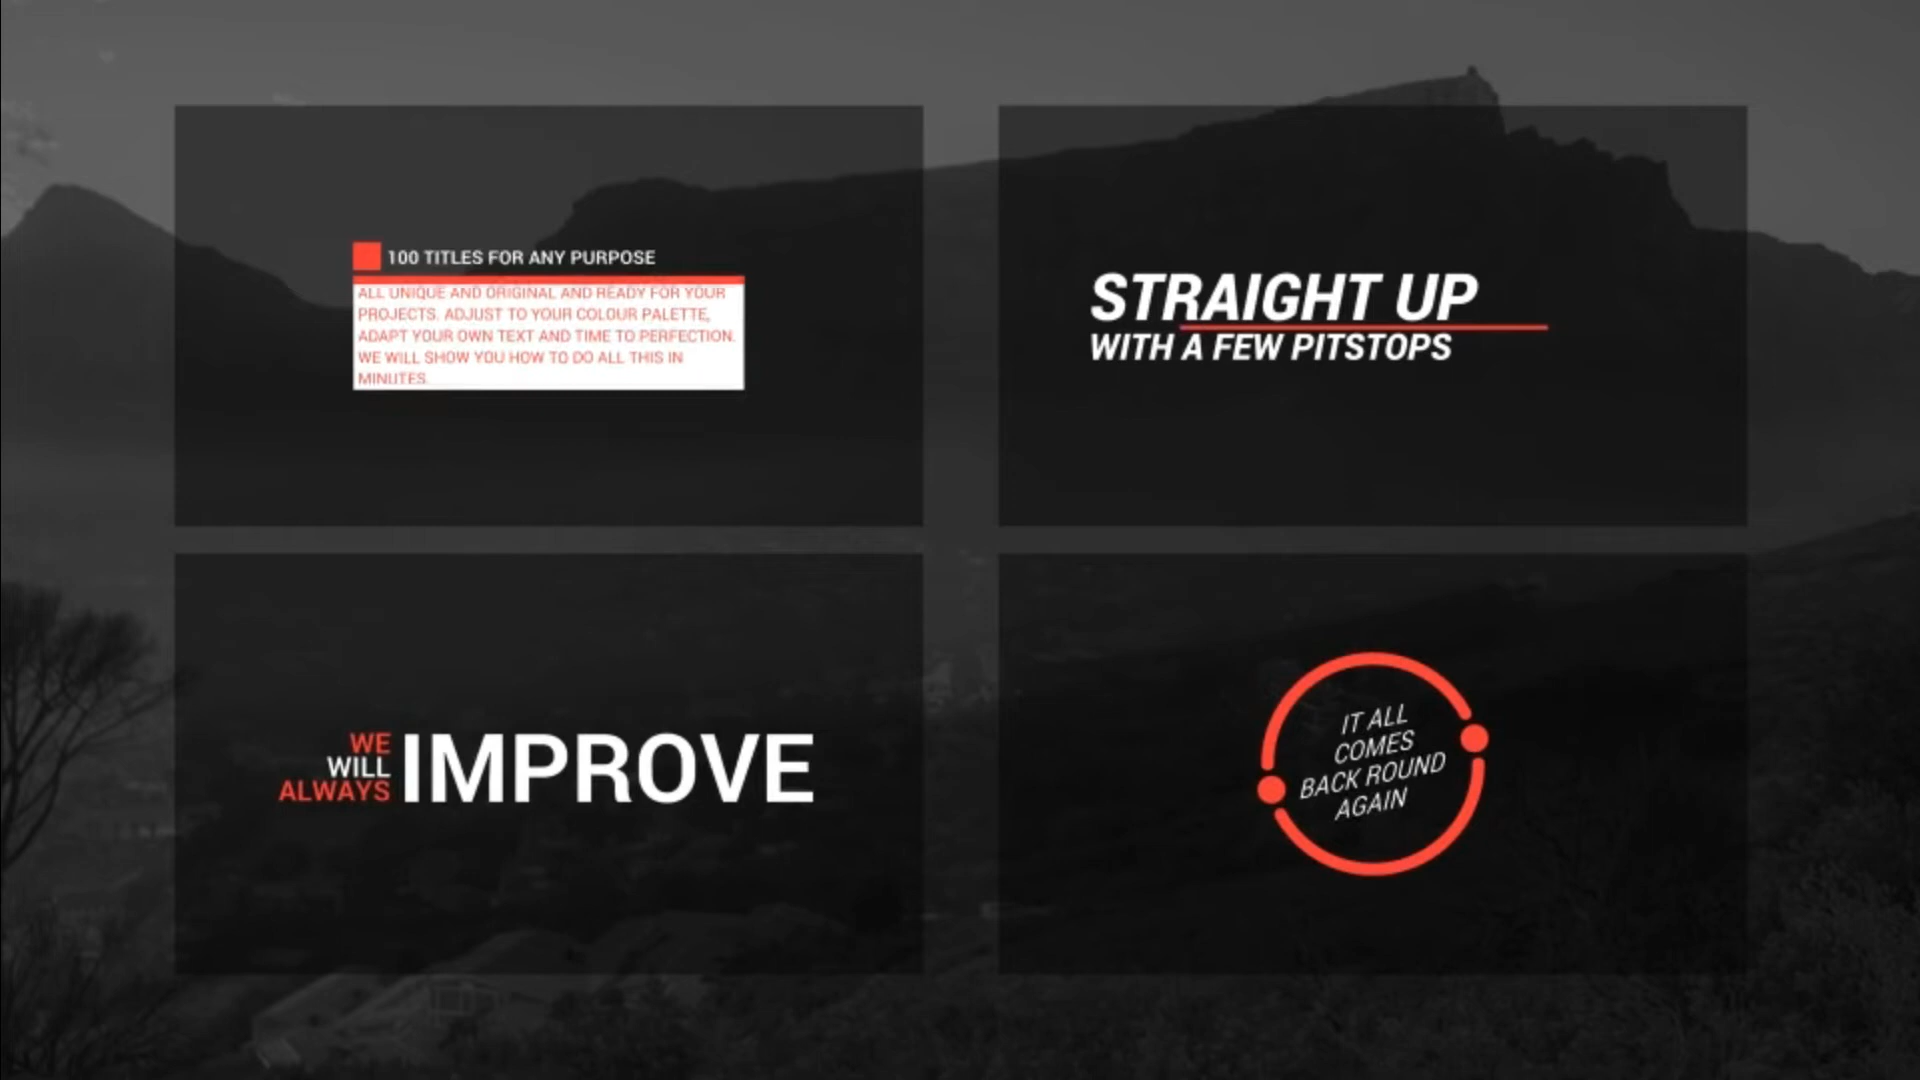 100 TITLES FOR ANY PURPOSE
ALL UNIQUE AND ORIGINAL AND READY FOR YOUR
PROJECTS. ADJUST TO YOUR COLOUR PALETTE,
ADAPT YOUR OWN TEXT AND TIME TO PERFECTION.
WE WILL SHOW YOU HOW TO DO ALL THIS IN
MINUTES.
STRAIGHT UP
WITH A FEW PITSTOPS
WE
WILL
ALWAYS
IMPROVE
IT ALL
COMES
BACK ROUND
AGAIN